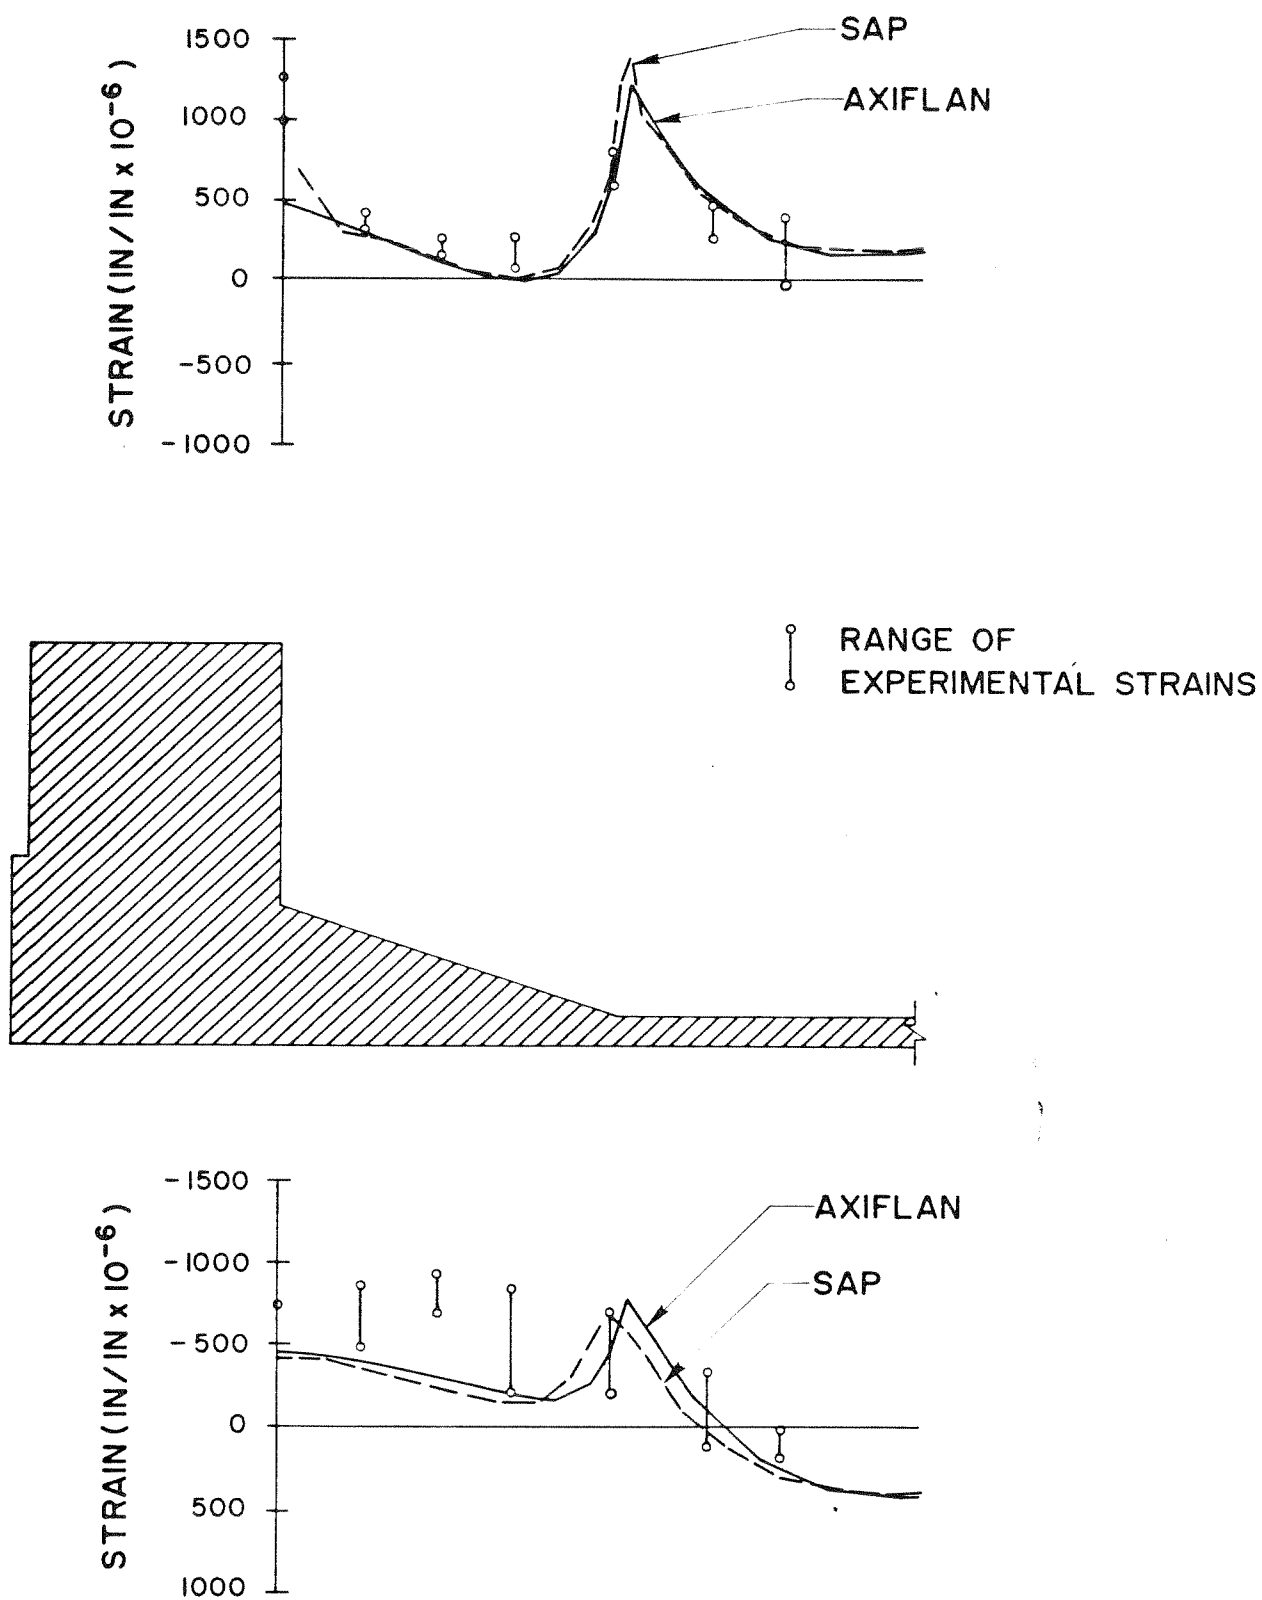 SAP
AXIFLAN
1500
1000
500
0
-500
-1000
STRAIN (IN/IN x 10⁻⁶)
RANGE OF
EXPERIMENTAL STRAINS
-1500
-1000
-500
0
500
1000
STRAIN (IN/IN x 10⁻⁶)
AXIFLAN
SAP